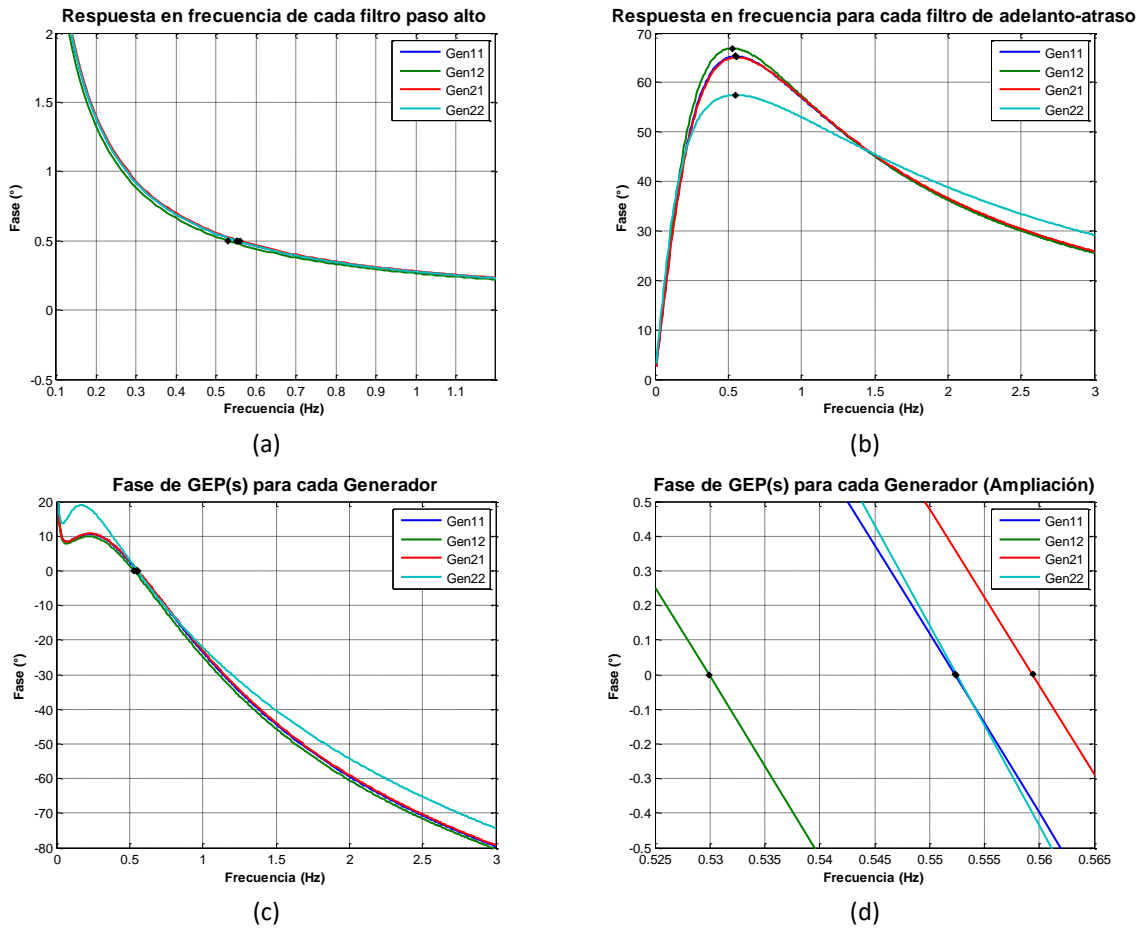 Respuesta en frecuencia de cada filtro paso alto
2
1.5
1
0.5
0
-0.5
Fase (°)
0.1 0.2 0.3 0.4 0.5 0.6 0.7 0.8 0.9 1 1.1
Frecuencia (Hz)
Gen11
Gen12
Gen21
Gen22
(a)
Respuesta en frecuencia para cada filtro de adelanto-atraso
70
60
50
40
30
20
10
0
Fase (°)
0 0.5 1 1.5 2 2.5 3
Frecuencia (Hz)
Gen11
Gen12
Gen21
Gen22
(b)
Fase de GEP(s) para cada Generador
20
10
0
-10
-20
-30
-40
-50
-60
-70
-80
Fase (°)
0 0.5 1 1.5 2 2.5 3
Frecuencia (Hz)
Gen11
Gen12
Gen21
Gen22
(c)
Fase de GEP(s) para cada Generador (Ampliación)
0.5
0.4
0.3
0.2
0.1
0
-0.1
-0.2
-0.3
-0.4
-0.5
Fase (°)
0.525 0.53 0.535 0.54 0.545 0.55 0.555 0.56 0.565
Frecuencia (Hz)
Gen11
Gen12
Gen21
Gen22
(d)